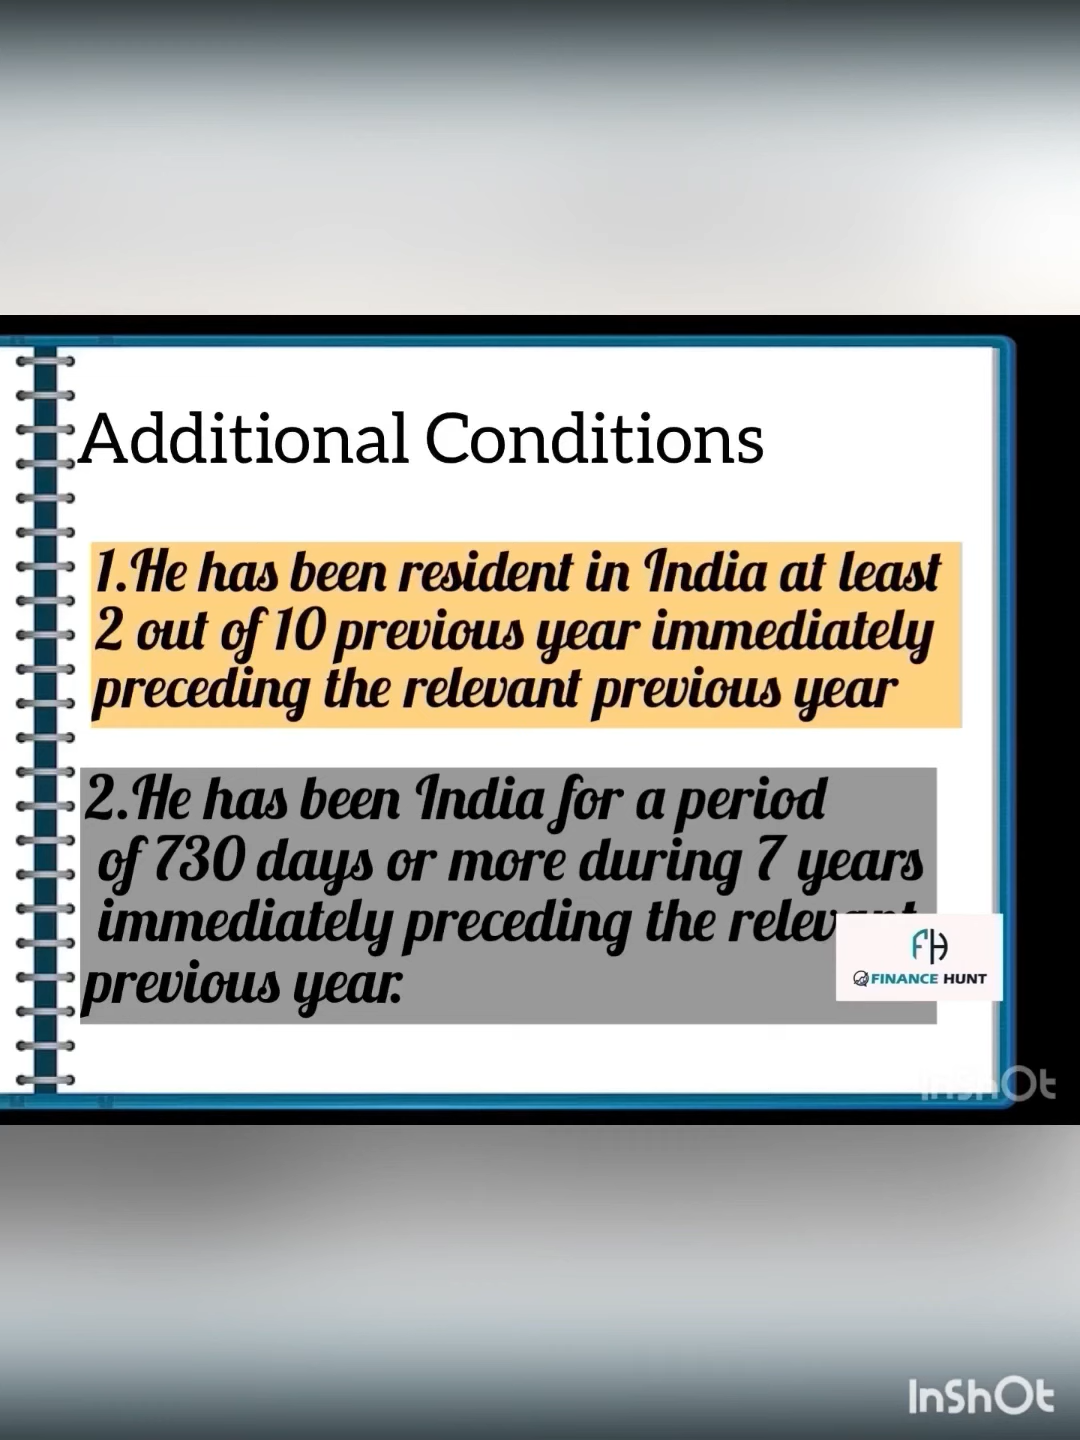 Additional Conditions
1.He has been resident in India at least
2 out of 10 previous year immediately
preceding the relevant previous year
2.He has been India for a period
of 730 days or more during 7 years
immediately preceding the relevant
previous year.
FH
FINANCE HUNT
InShOt
InShOt